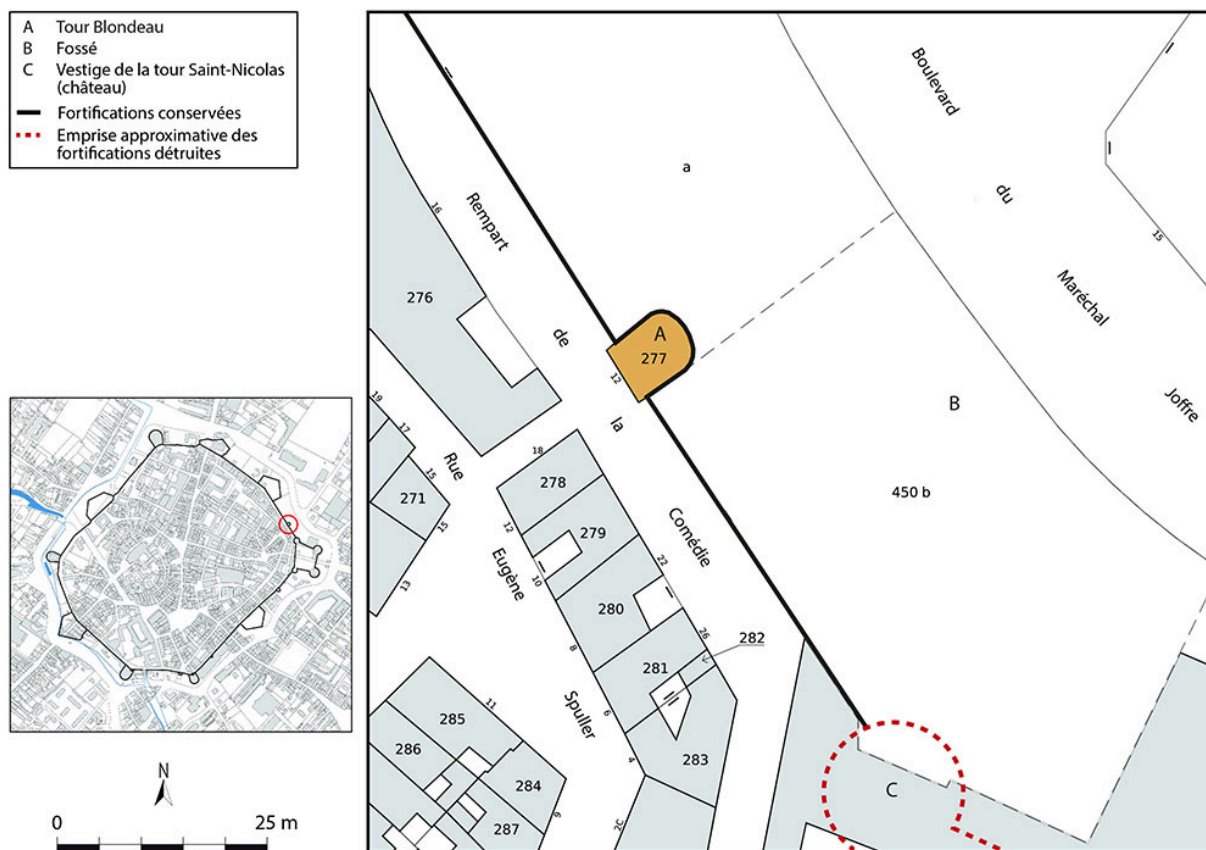 A Tour Blondeau
B Fossé
C Vestige de la tour Saint-Nicolas
(château)
Fortifications conservées
Emprise approximative des
fortifications détruites
N
0 25 m
Boulevard
du
Maréchal
Joffre
15
a
Rempart
de
la
Comédie
16
276
A
277
12
B
450 b
19
17
15
271
15
13
Rue
Eugène
Spuller
18
278
12
279
10
22
280
8
26
282
281
6
283
4
11
285
286
284
287
9
2C
C